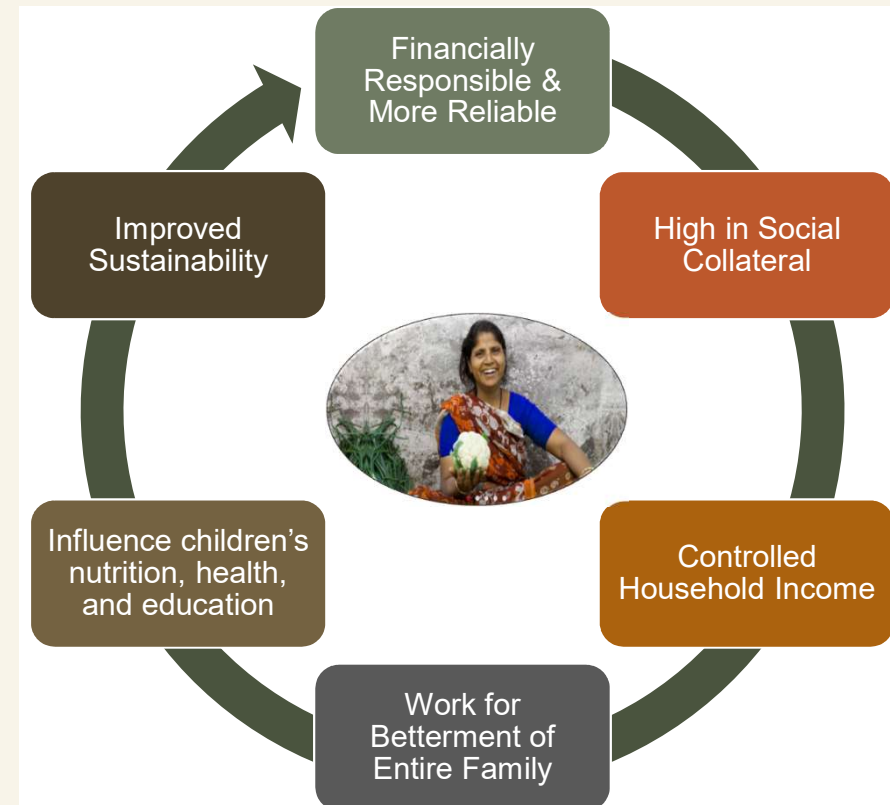 Financially
Responsible &
More Reliable
High in Social
Collateral
Controlled
Household Income
Work for
Betterment of
Entire Family
Influence children’s
nutrition, health,
and education
Improved
Sustainability